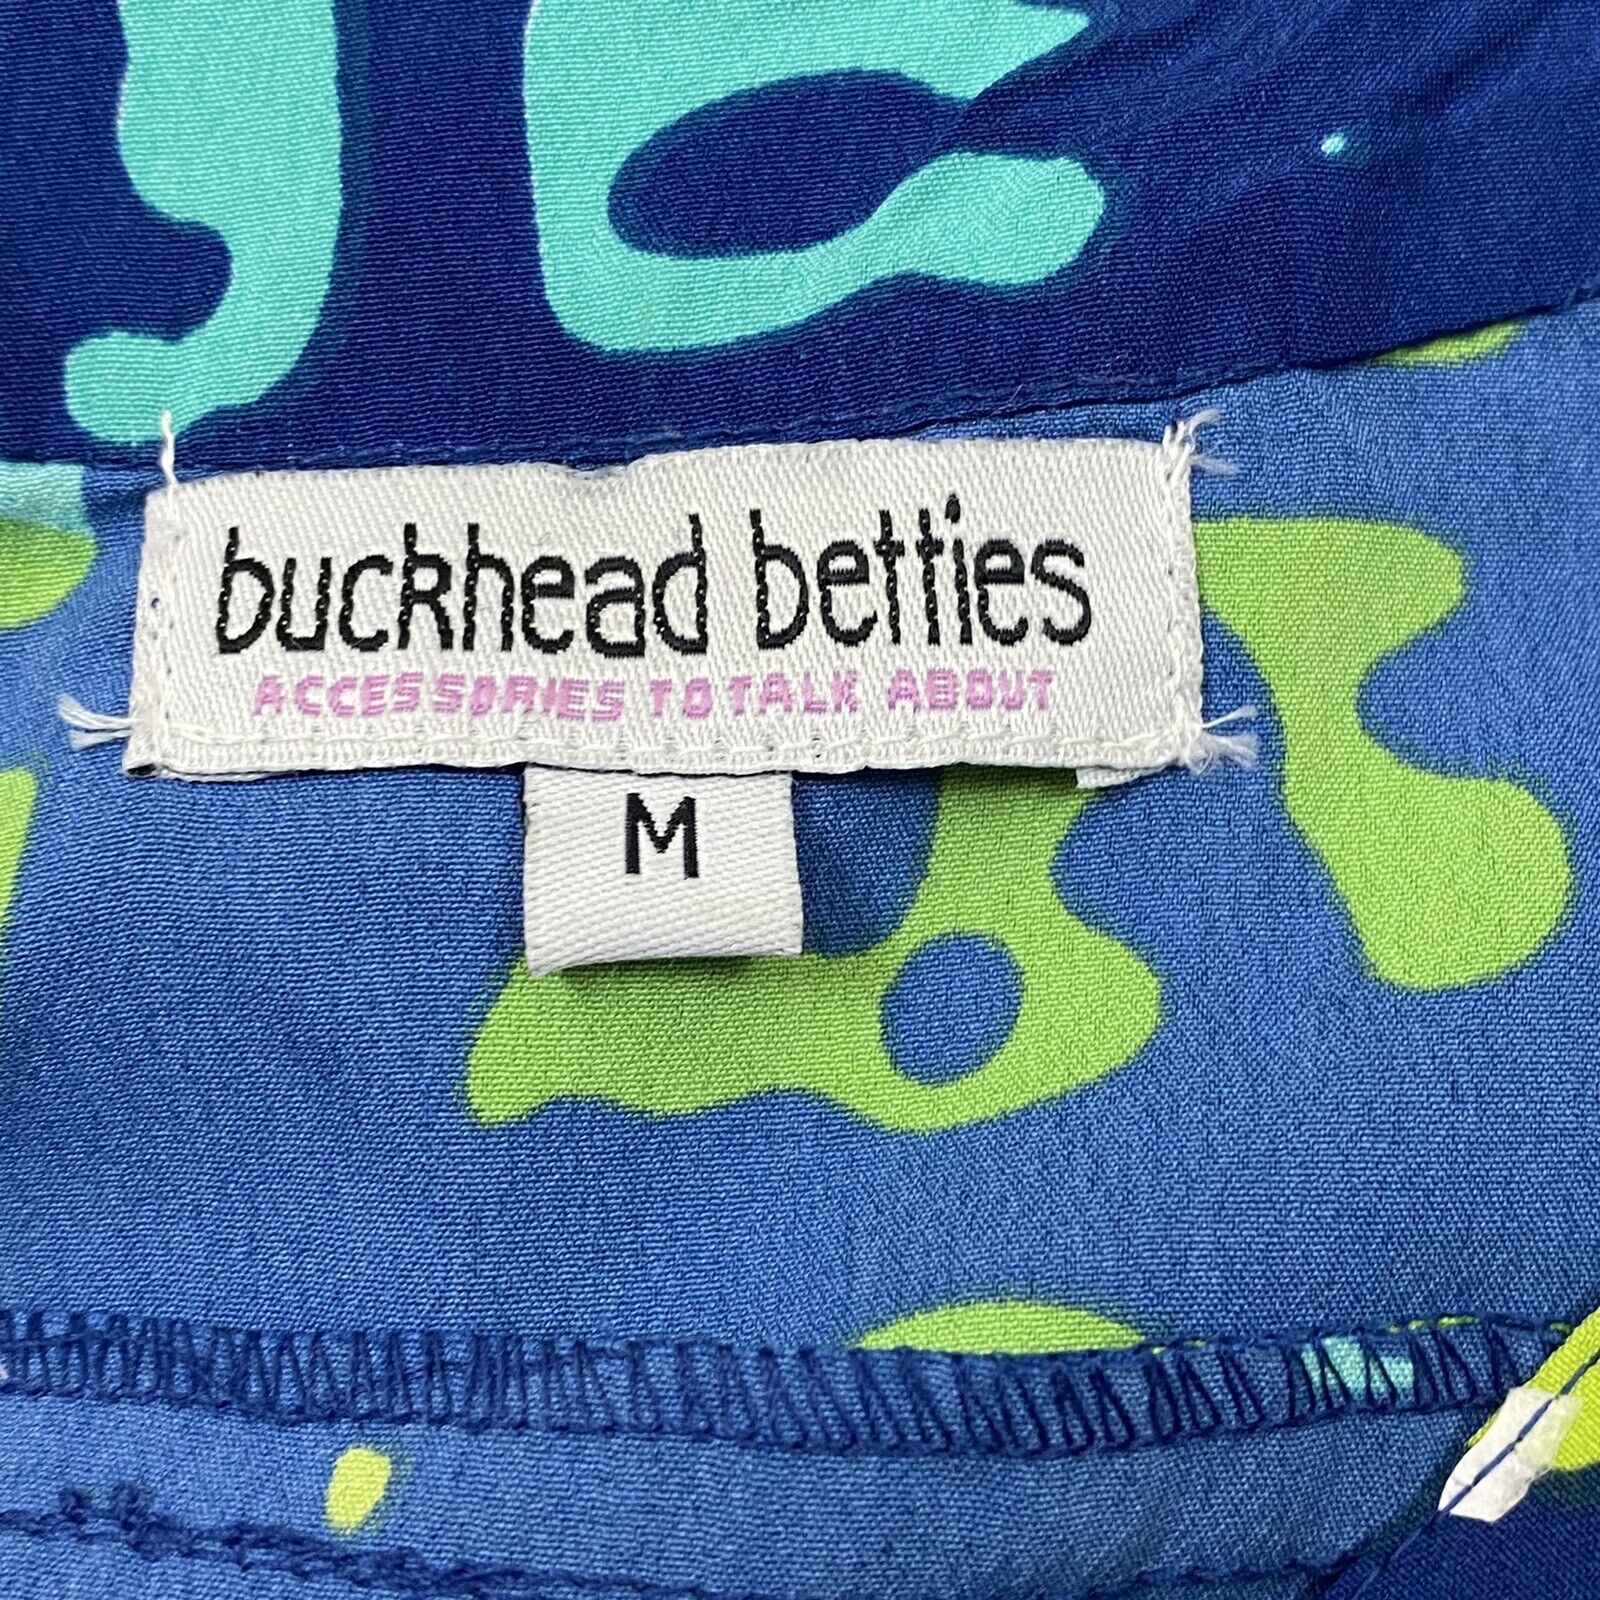 buckhead betties
ACCESSORIES TO TALK ABOUT
M